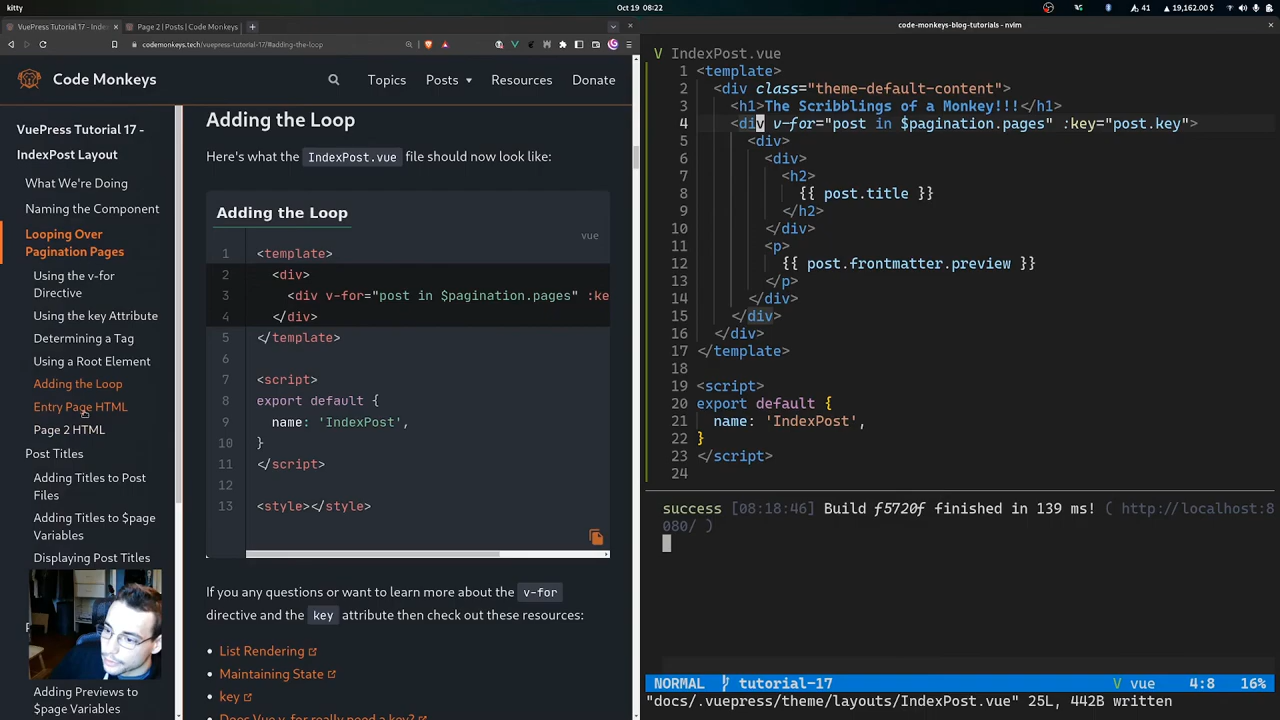 kitty
Oct 19 08:22
41
19,162.00 $
VuePress Tutorial 17 - Inde
Page 2 | Posts | Code Monkeys
codemonkeys.tech/vuepress-tutorial-17/#adding-the-loop
Code Monkeys
Topics
Posts
Resources
Donate
VuePress Tutorial 17 -
IndexPost Layout
What We're Doing
Naming the Component
Looping Over
Pagination Pages
Using the v-for
Directive
Using the key Attribute
Determining a Tag
Using a Root Element
Adding the Loop
Entry Page HTML
Page 2 HTML
Post Titles
Adding Titles to Post
Files
Adding Titles to $page
Variables
Displaying Post Titles
Adding Previews to
$page Variables
Adding the Loop
Here's what the IndexPost.vue file should now look like:
Adding the Loop
vue
1 <template>
2 <div>
3 <div v-for="post in $pagination.pages" :ke
4 </div>
5 </template>
6
7 <script>
8 export default {
9 name: 'IndexPost',
10 }
11 </script>
12
13 <style></style>
If you any questions or want to learn more about the v-for
directive and the key attribute then check out these resources:
• List Rendering
• Maintaining State
• key
• Does Vue v-for really need a key?
code-monkeys-blog-tutorials - nvim
V IndexPost.vue
1 <template>
2 <div class="theme-default-content">
3 <h1>The Scribblings of a Monkey!!!</h1>
4 <div v-for="post in $pagination.pages" :key="post.key">
5 <div>
6 <div>
7 <h2>
8 {{ post.title }}
9 </h2>
10 </div>
11 <p>
12 {{ post.frontmatter.preview }}
13 </p>
14 </div>
15 </div>
16 </div>
17 </template>
18
19 <script>
20 export default {
21 name: 'IndexPost',
22 }
23 </script>
24
success [08:18:46] Build f5720f finished in 139 ms! ( http://localhost:8
080/ )
NORMAL tutorial-17 V vue 4:8 16%
"docs/.vuepress/theme/layouts/IndexPost.vue" 25L, 442B written